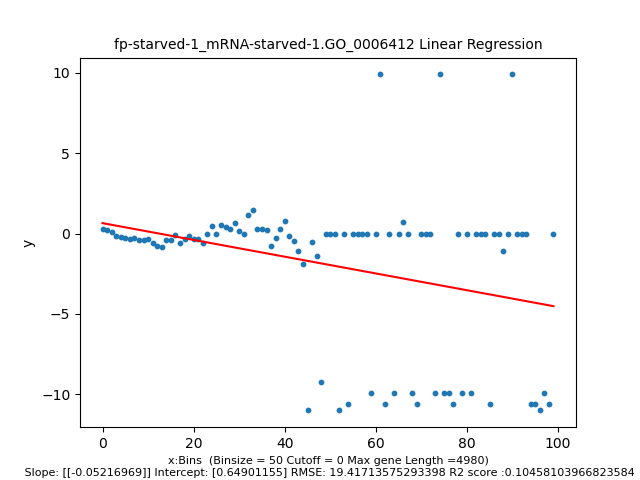 fp-starved-1_mRNA-starved-1.GO_0006412 Linear Regression
10
5
0
−5
−10
y
0 20 40 60 80 100
x:Bins (Binsize = 50 Cutoff = 0 Max gene Length =4980)
Slope: [[-0.05216969]] Intercept: [0.64901155] RMSE: 19.41713575293398 R2 score :0.10458103966823584